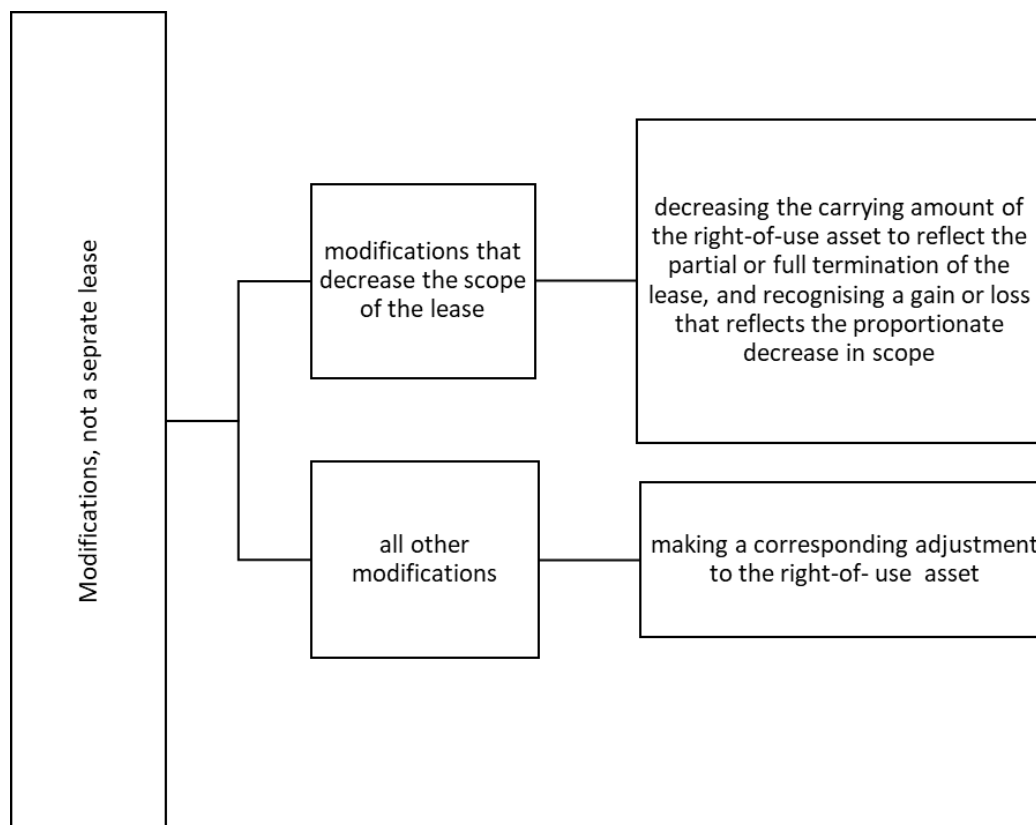 Modifications, not a seprate lease
modifications that
decrease the scope
of the lease
decreasing the carrying amount of
the right-of-use asset to reflect the
partial or full termination of the
lease, and recognising a gain or loss
that reflects the proportionate
decrease in scope
all other
modifications
making a corresponding adjustment
to the right-of- use  asset